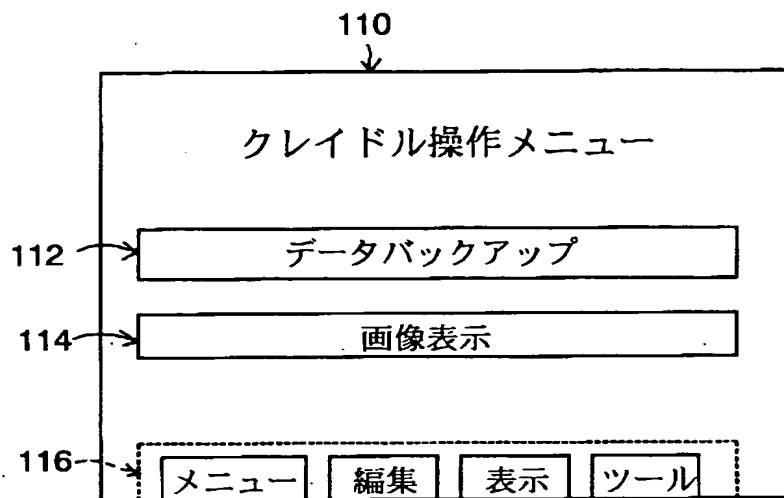 110
クレイドル操作メニュー
112 データバックアップ
114 画像表示
116 メニュー 編集 表示 ツール